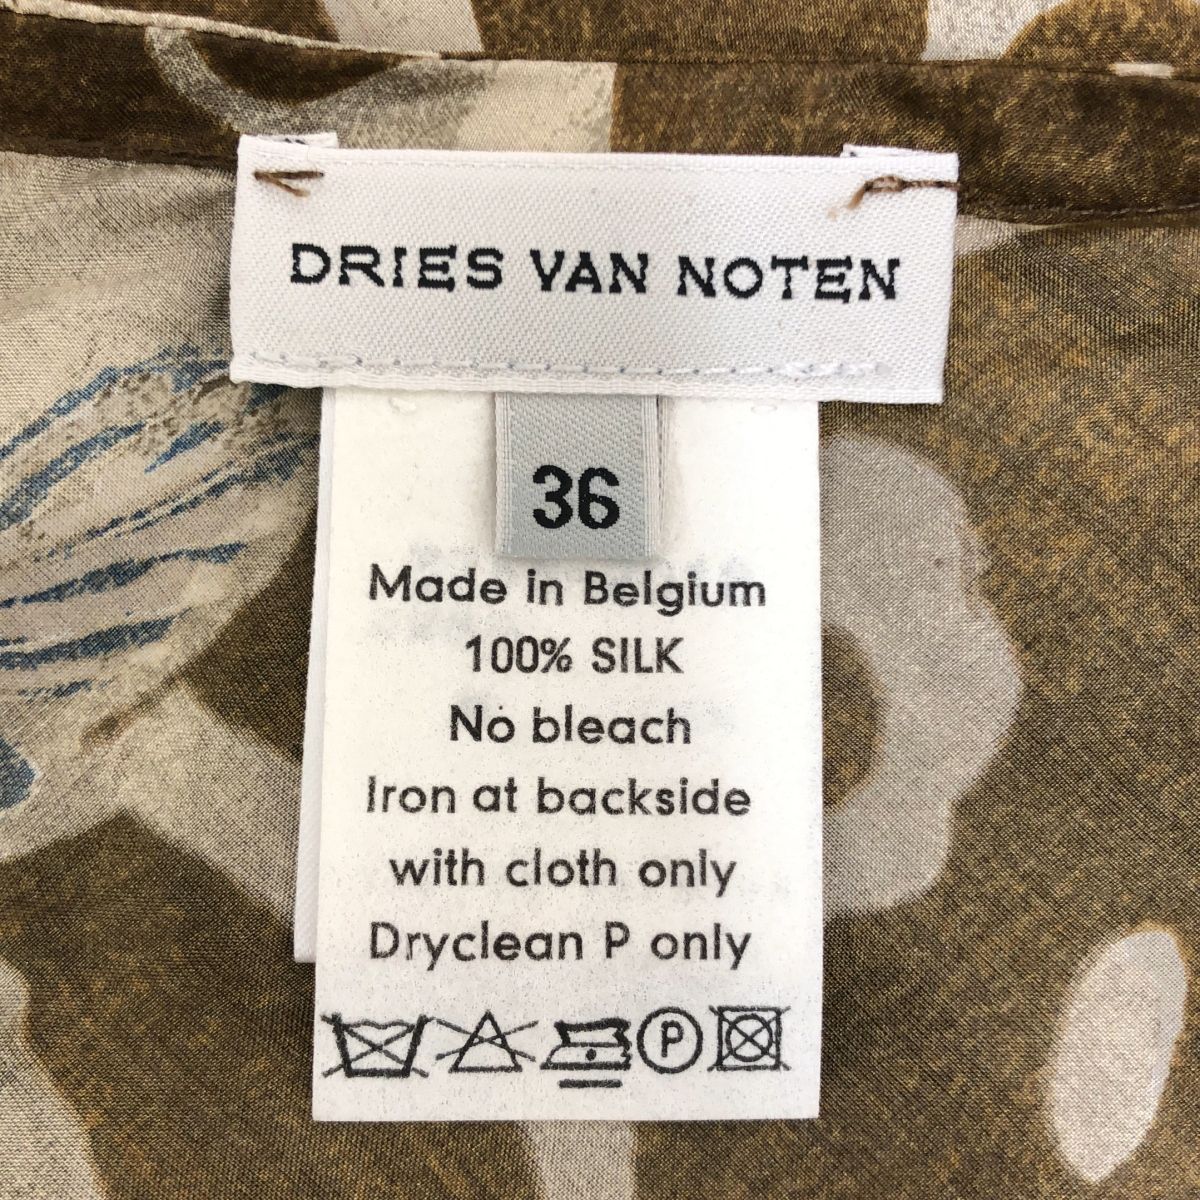 DRIES VAN NOTEN
36
Made in Belgium
100% SILK
No bleach
Iron at backside
with cloth only
Dryclean P only
P